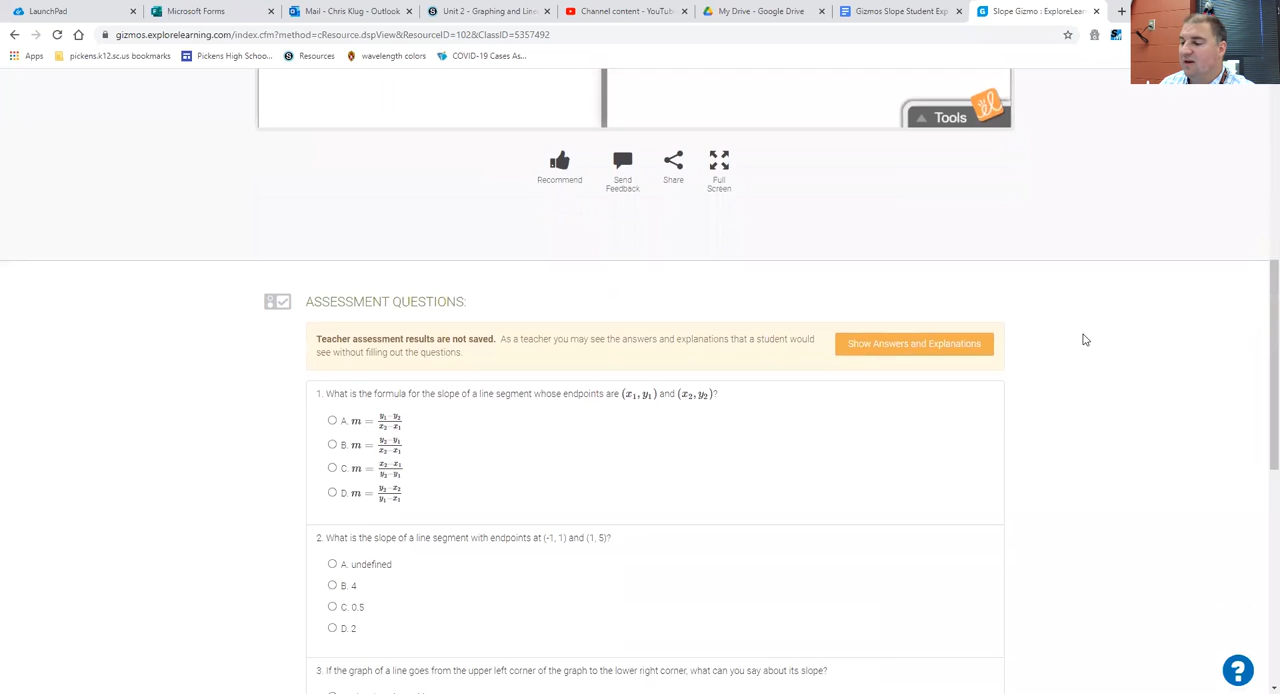 LaunchPad
Microsoft Forms
Mail - Chris Klug - Outlook
Unit 2 - Graphing and Line
Channel content - YouTub
My Drive - Google Drive
Gizmos Slope Student Exp
Slope Gizmo : ExploreLear
gizmos.explorelearning.com/index.cfm?method=cResource.dspView&ResourceID=102&ClassID=5357492
Apps
pickens.k12.sc.us bookmarks
Pickens High Schoo...
Resources
wavelength colors
COVID-19 Cases As...
Tools
Recommend
Send
Feedback
Share
Full
Screen
ASSESSMENT QUESTIONS:
Teacher assessment results are not saved. As a teacher you may see the answers and explanations that a student would
see without filling out the questions.
Show Answers and Explanations
1. What is the formula for the slope of a line segment whose endpoints are (x₁, y₁) and (x₂, y₂)?
A. m = y₁−y₂ / x₂−x₁
B. m = y₂−y₁ / x₂−x₁
C. m = x₂−x₁ / y₂−y₁
D. m = y₂−x₂ / y₁−x₁
2. What is the slope of a line segment with endpoints at (-1, 1) and (1, 5)?
A. undefined
B. 4
C. 0.5
D. 2
3. If the graph of a line goes from the upper left corner of the graph to the lower right corner, what can you say about its slope?